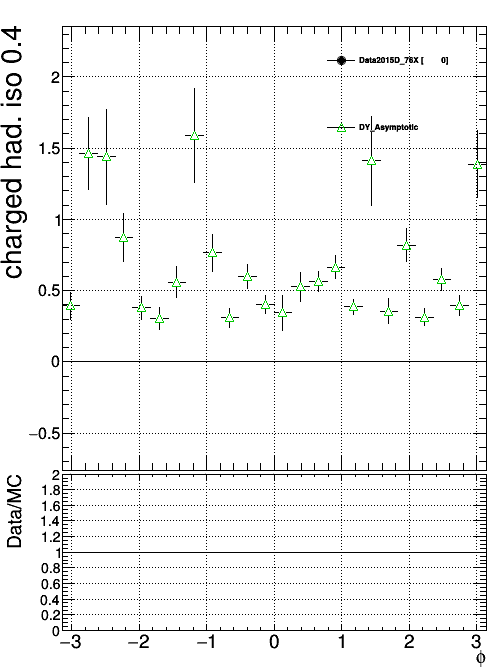 charged had. iso 0.4
2
1.5
1
0.5
0
−0.5
Data2015D_76X [ 0]
DY_Asymptotic
Data/MC
2
1.8
1.6
1.4
1.2
1
0.8
0.6
0.4
0.2
0
−3 −2 −1 0 1 2 3
φ